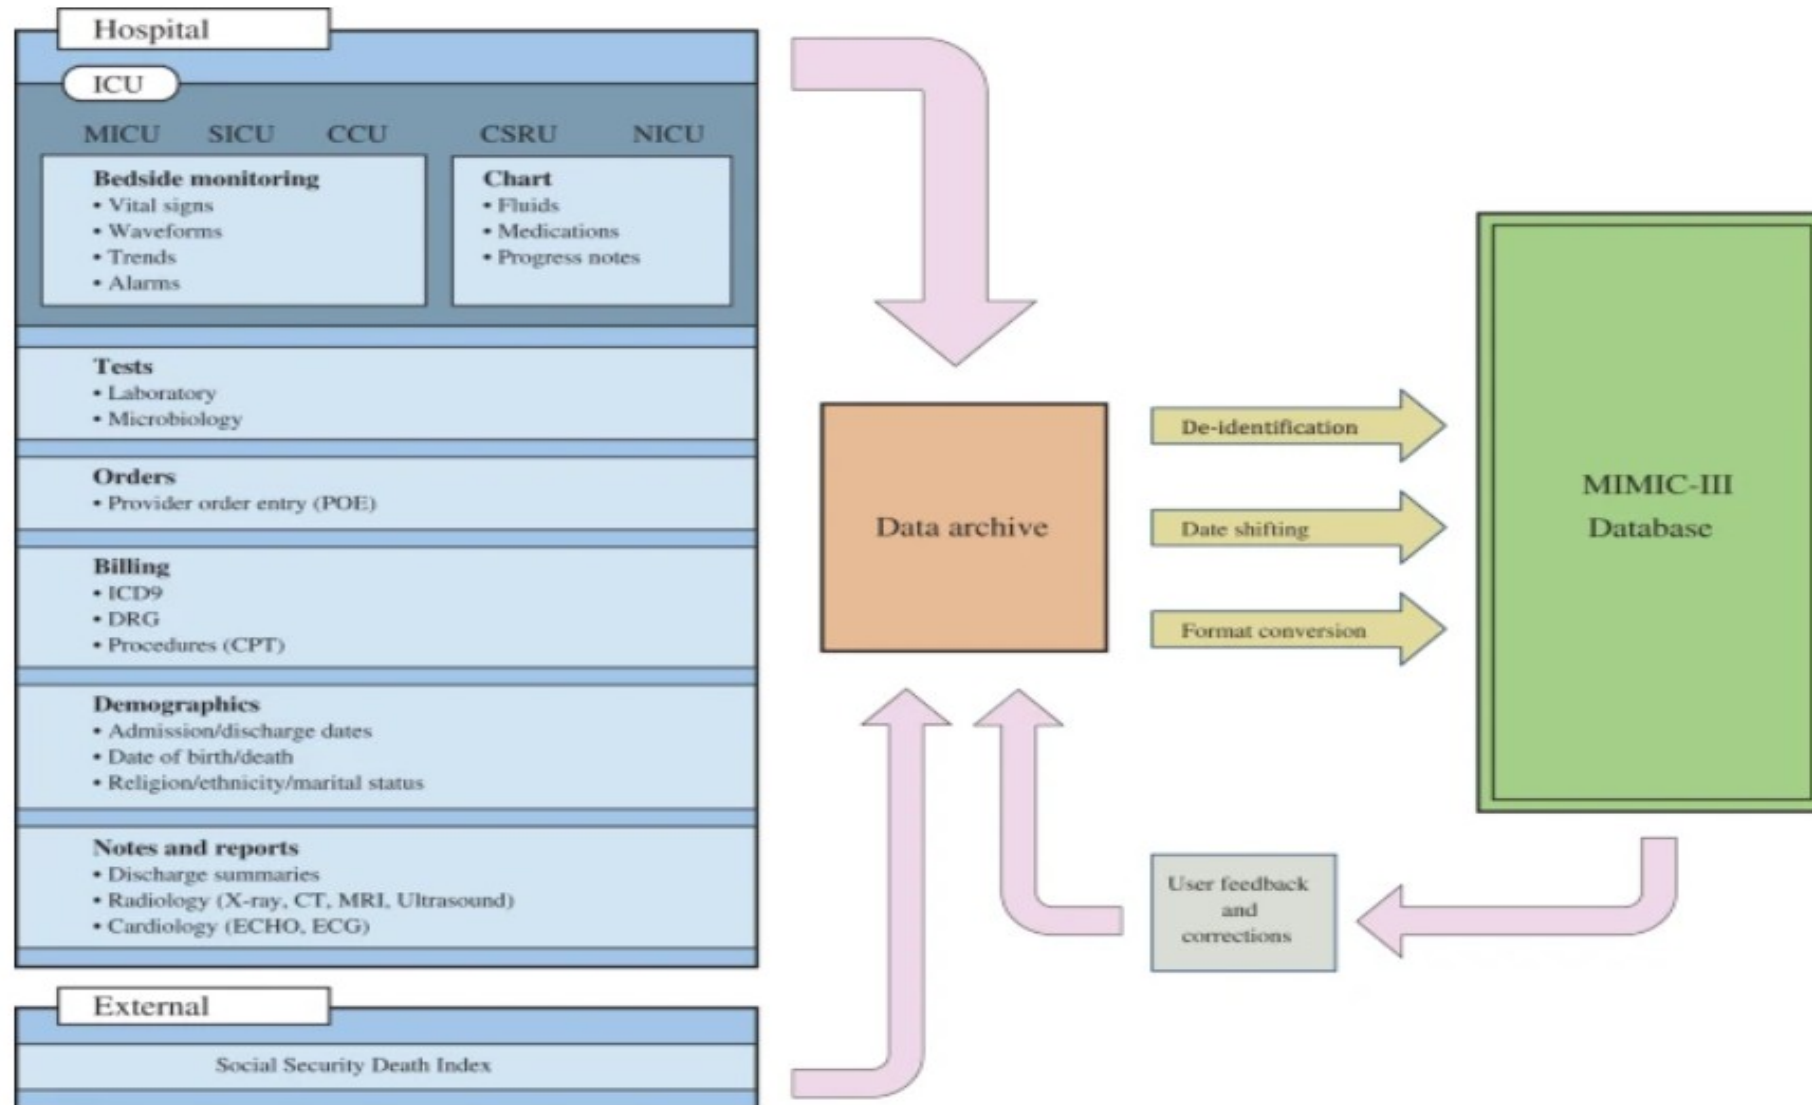 Hospital
ICU
MICU SICU CCU CSRU NICU
Bedside monitoring
• Vital signs
• Waveforms
• Trends
• Alarms
Chart
• Fluids
• Medications
• Progress notes
Tests
• Laboratory
• Microbiology
Orders
• Provider order entry (POE)
Billing
• ICD9
• DRG
• Procedures (CPT)
Demographics
• Admission/discharge dates
• Date of birth/death
• Religion/ethnicity/marital status
Notes and reports
• Discharge summaries
• Radiology (X-ray, CT, MRI, Ultrasound)
• Cardiology (ECHO, ECG)
External
Social Security Death Index
Data archive
De-identification
Date shifting
Format conversion
MIMIC-III
Database
User feedback
and
corrections